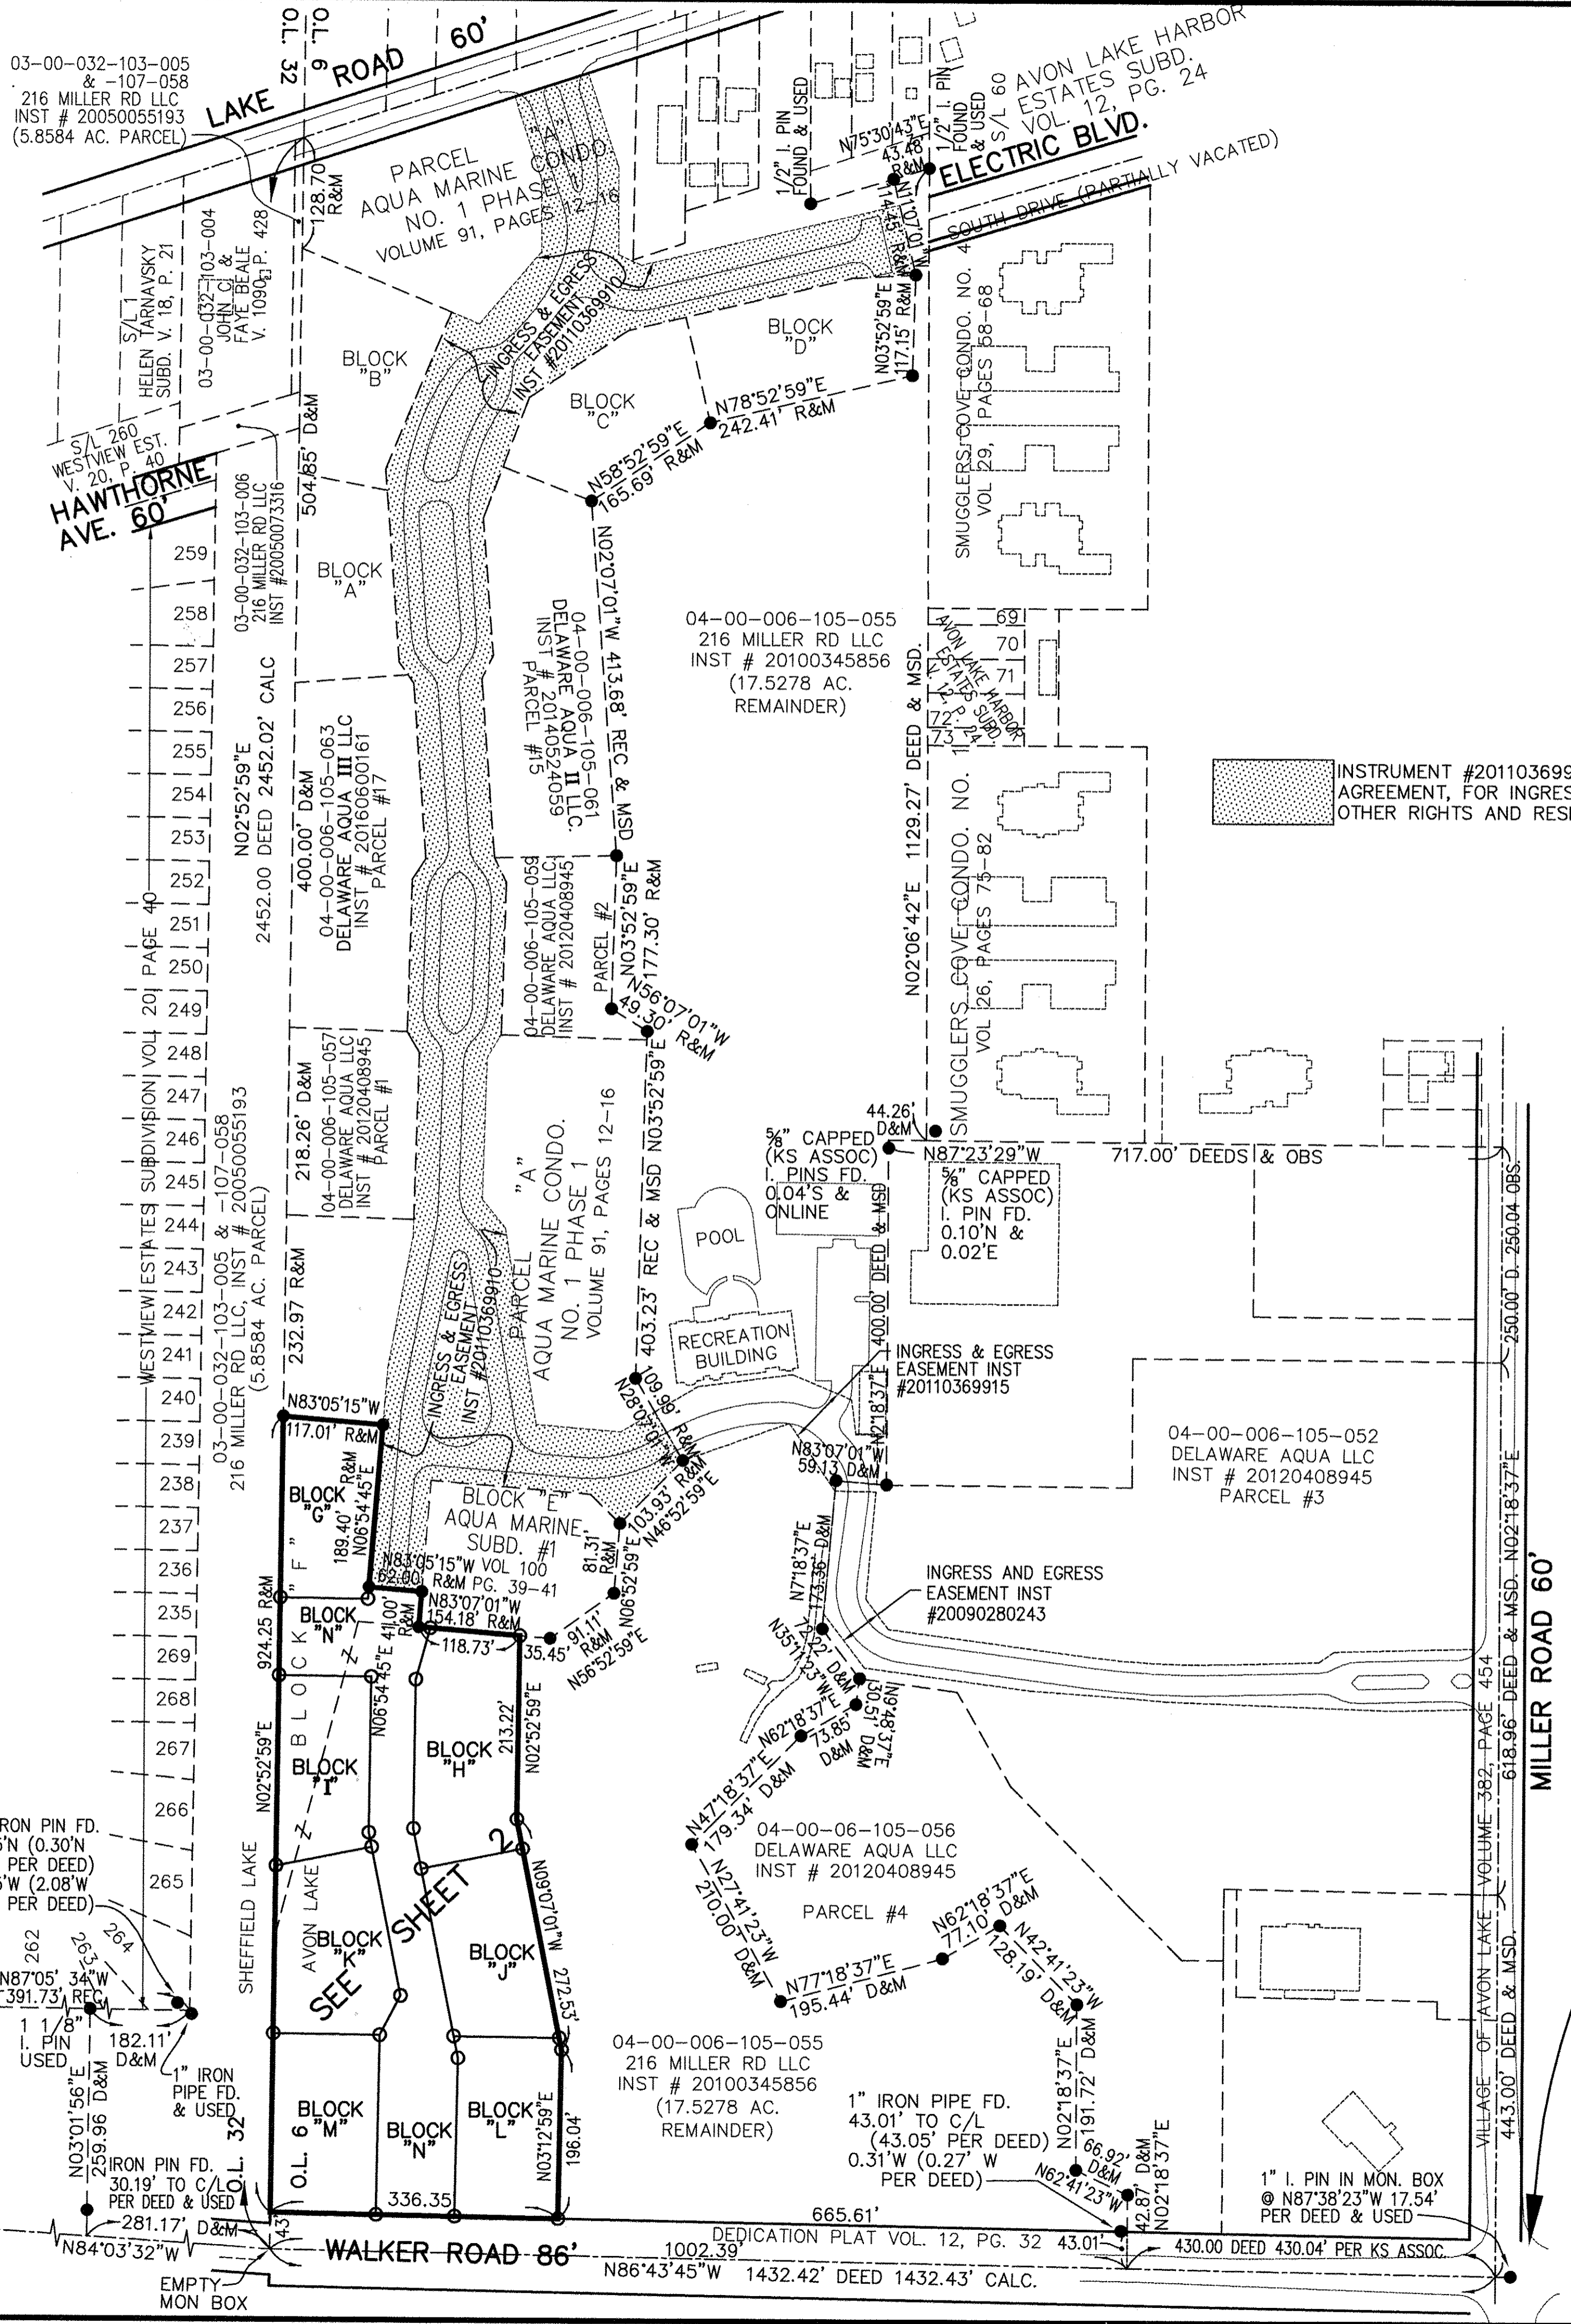 03-00-032-103-005
& -107-058
216 MILLER RD LLC
INST # 20050055193
(5.8584 AC. PARCEL)
O.L. 32
O.L. 6
LAKE ROAD 60'
128.70
R&M
PARCEL "A"
AQUA MARINE CONDO.
NO. 1 PHASE 1
VOLUME 91, PAGES 12-16
1/2" I. PIN
FOUND & USED
N75°30'43"E
43.48'
R&M
1/2" I. PIN
FOUND
& USED
S/L 60
AVON LAKE HARBOR
ESTATES SUBD.
VOL. 12, PG. 24
ELECTRIC BLVD.
SOUTH DRIVE (PARTIALLY VACATED)
N11°07'01"W
14.45 R&M
N03°52'59"E
117.15' R&M
S/L 1
HELEN TARNAVSKY
SUBD. V. 18, P. 21
03-00-032-103-004
JOHN C. &
FAYE BEALE
V. 1090, P. 428
S/L 260
WESTVIEW EST.
V. 20, P. 40
HAWTHORNE
AVE. 60'
03-00-032-103-006
216 MILLER RD LLC
INST #20050073316
504.85' D&M
BLOCK
"B"
INGRESS & EGRESS
EASEMENT
INST #20110369910
BLOCK
"C"
BLOCK
"D"
N78°52'59"E
242.41' R&M
N58°52'59"E
165.69' R&M
SMUGGLERS COVE CONDO. NO. 4
VOL 29, PAGES 58-68
BLOCK
"A"
259
258
257
256
255
254
253
252
251
250
249
248
247
246
245
244
243
242
241
240
239
238
237
236
235
269
268
267
266
265
264
263
262
WESTVIEW ESTATES SUBDIVISION VOL 20 PAGE 40
N02°52'59"E
2452.00 DEED 2452.02' CALC
400.00' D&M
04-00-006-105-063
DELAWARE AQUA III LLC
INST # 20160600161
PARCEL #17
N02°07'01"W 413.68' REC & MSD
04-00-006-105-061
DELAWARE AQUA II LLC.
INST # 20140524059
PARCEL #15
04-00-006-105-055
216 MILLER RD LLC
INST # 20100345856
(17.5278 AC.
REMAINDER)
N02°06'42"E 1129.27' DEED & MSD.
69
70
71
72
73
AVON LAKE HARBOR
ESTATES SUBD.
V. 12, P. 24
SMUGGLERS COVE CONDO. NO. 1
VOL 26, PAGES 75-82
INSTRUMENT #201103699
AGREEMENT, FOR INGRES
OTHER RIGHTS AND RES
04-00-006-105-059
DELAWARE AQUA LLC
INST # 20120408945
PARCEL #2
N03°52'59"E
177.30' R&M
N56°07'01"W
49.30' R&M
218.26' D&M
04-00-006-105-057
DELAWARE AQUA LLC
INST #20120408945
PARCEL #1
PARCEL "A"
AQUA MARINE CONDO.
NO. 1 PHASE 1
VOLUME 91, PAGES 12-16
403.23' REC & MSD N03°52'59"E
44.26'
D&M
5/8" CAPPED
(KS ASSOC)
I. PINS FD.
0.04'S &
ONLINE
N87°23'29"W
717.00' DEEDS & OBS
5/8" CAPPED
(KS ASSOC)
I. PIN FD.
0.10'N &
0.02'E
250.00' D. 250.04 OBS.
POOL
RECREATION
BUILDING
N2°18'37"E 400.00' DEED & MSD
INGRESS & EGRESS
EASEMENT INST
#20110369915
03-00-032-103-005 & -107-058
216 MILLER RD LLC, INST # 20050055193
(5.8584 AC. PARCEL)
232.97 R&M
INGRESS & EGRESS
EASEMENT
INST #20110369910
N83°05'15"W
117.01' R&M
109.99' R&M
N28°07'01"W
N83°07'01"W
59.13 D&M
04-00-006-105-052
DELAWARE AQUA LLC
INST # 20120408945
PARCEL #3
BLOCK
"G"
189.40' R&M
N06°54'45"E
BLOCK "E"
AQUA MARINE
SUBD. #1
VOL 100
PG. 39-41
103.93' R&M
N46°52'59"E
81.31'
R&M
N06°52'59"E
N83°05'15"W
62.00' R&M
N83°07'01"W
154.18' R&M
41.00'
R&M
118.73'
35.45'
91.11'
R&M
N56°52'59"E
N7°18'37"E
173.36' D&M
INGRESS AND EGRESS
EASEMENT INST
#20090280243
BLOCK "F"
924.25 R&M
BLOCK
"N"
N06°54'45"E
72.22' D&M
N35°11'23"W
30.51' D&M
N9°48'37"E
N62°18'37"E
73.85'
D&M
N02°52'59"E
BLOCK
"I"
BLOCK
"H"
213.22'
N02°52'59"E
N47°18'37"E
179.34' D&M
N27°41'23"W
210.00' D&M
04-00-06-105-056
DELAWARE AQUA LLC
INST # 20120408945
PARCEL #4
N77°18'37"E
195.44' D&M
N62°18'37"E
77.10' D&M
N42°41'23"W
128.19' D&M
N02°18'37"E
191.72' D&M
VILLAGE OF AVON LAKE VOLUME 382, PAGE 454
618.96' DEED & MSD. N02°18'37"E
MILLER ROAD 60'
443.00' DEED & MSD.
RON PIN FD.
'N (0.30'N
PER DEED)
'W (2.08'W
PER DEED)
SHEFFIELD LAKE
AVON LAKE
BLOCK
"K"
SEE SHEET 2
BLOCK
"J"
N09°07'01"W 272.53'
N87°05'34"W
391.73' REC
1 1/8"
I. PIN
USED
182.11'
D&M
1" IRON
PIPE FD.
& USED
N03°01'56"E
259.96 D&M
IRON PIN FD.
30.19' TO C/L
PER DEED & USED
O.L. 32
O.L. 6
BLOCK
"M"
BLOCK
"N"
BLOCK
"L"
N03°12'59"E
196.04'
04-00-006-105-055
216 MILLER RD LLC
INST # 20100345856
(17.5278 AC.
REMAINDER)
1" IRON PIPE FD.
43.01' TO C/L
(43.05' PER DEED)
0.31'W (0.27' W
PER DEED)
66.92'
D&M
N62°41'23"W
42.87' D&M
N02°18'37"E
1" I. PIN IN MON. BOX
@ N87°38'23"W 17.54'
PER DEED & USED
281.17' D&M
N84°03'32"W
43'
336.35
665.61'
DEDICATION PLAT VOL. 12, PG. 32
43.01'
430.00 DEED 430.04' PER KS ASSOC.
WALKER ROAD 86'
1002.39'
N86°43'45"W 1432.42' DEED 1432.43' CALC.
EMPTY
MON BOX